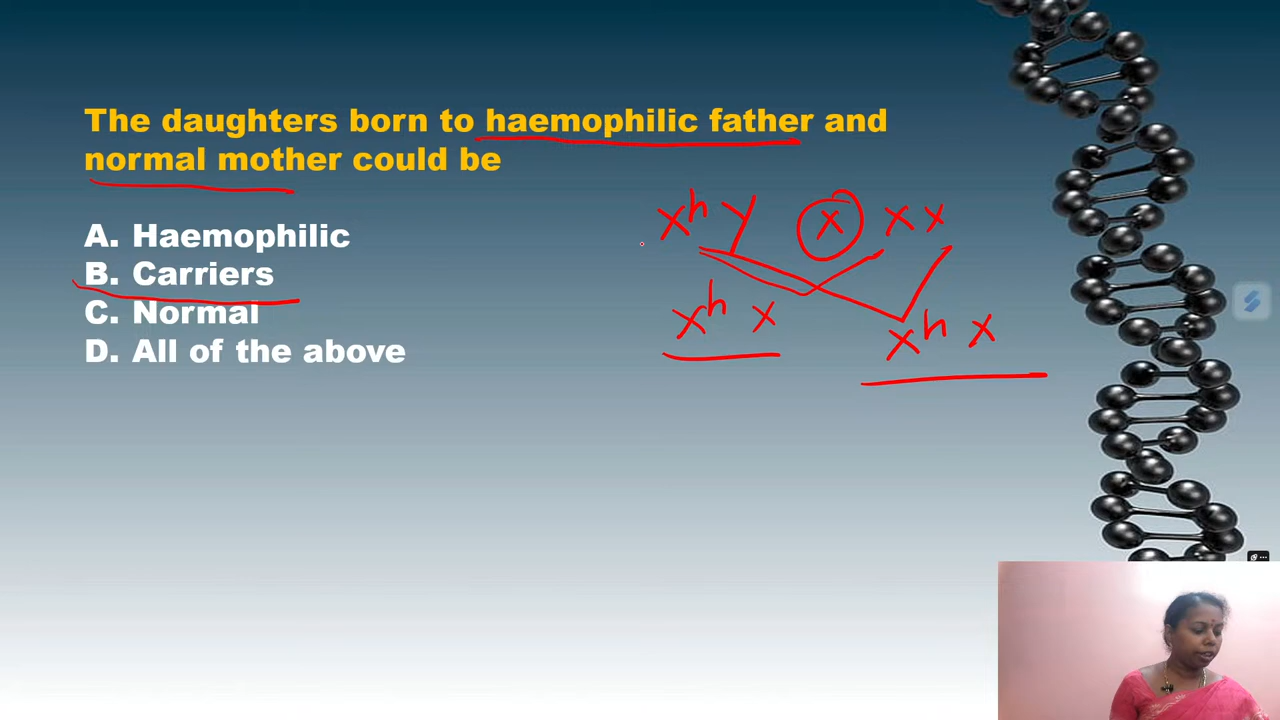 The daughters born to haemophilic father and
normal mother could be
A. Haemophilic
B. Carriers
C. Normal
D. All of the above
xʰ y x x x
xʰ x
xʰ x